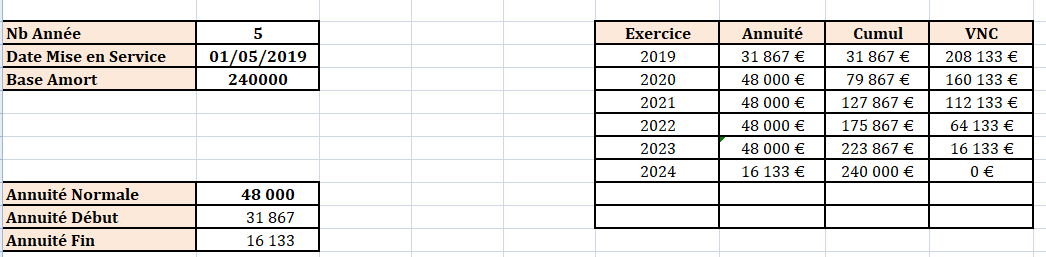 Nb Année 5
Date Mise en Service 01/05/2019
Base Amort 240000
Annuité Normale 48 000
Annuité Début 31 867
Annuité Fin 16 133
Exercice Annuité Cumul VNC
2019 31 867 € 31 867 € 208 133 €
2020 48 000 € 79 867 € 160 133 €
2021 48 000 € 127 867 € 112 133 €
2022 48 000 € 175 867 € 64 133 €
2023 48 000 € 223 867 € 16 133 €
2024 16 133 € 240 000 € 0 €